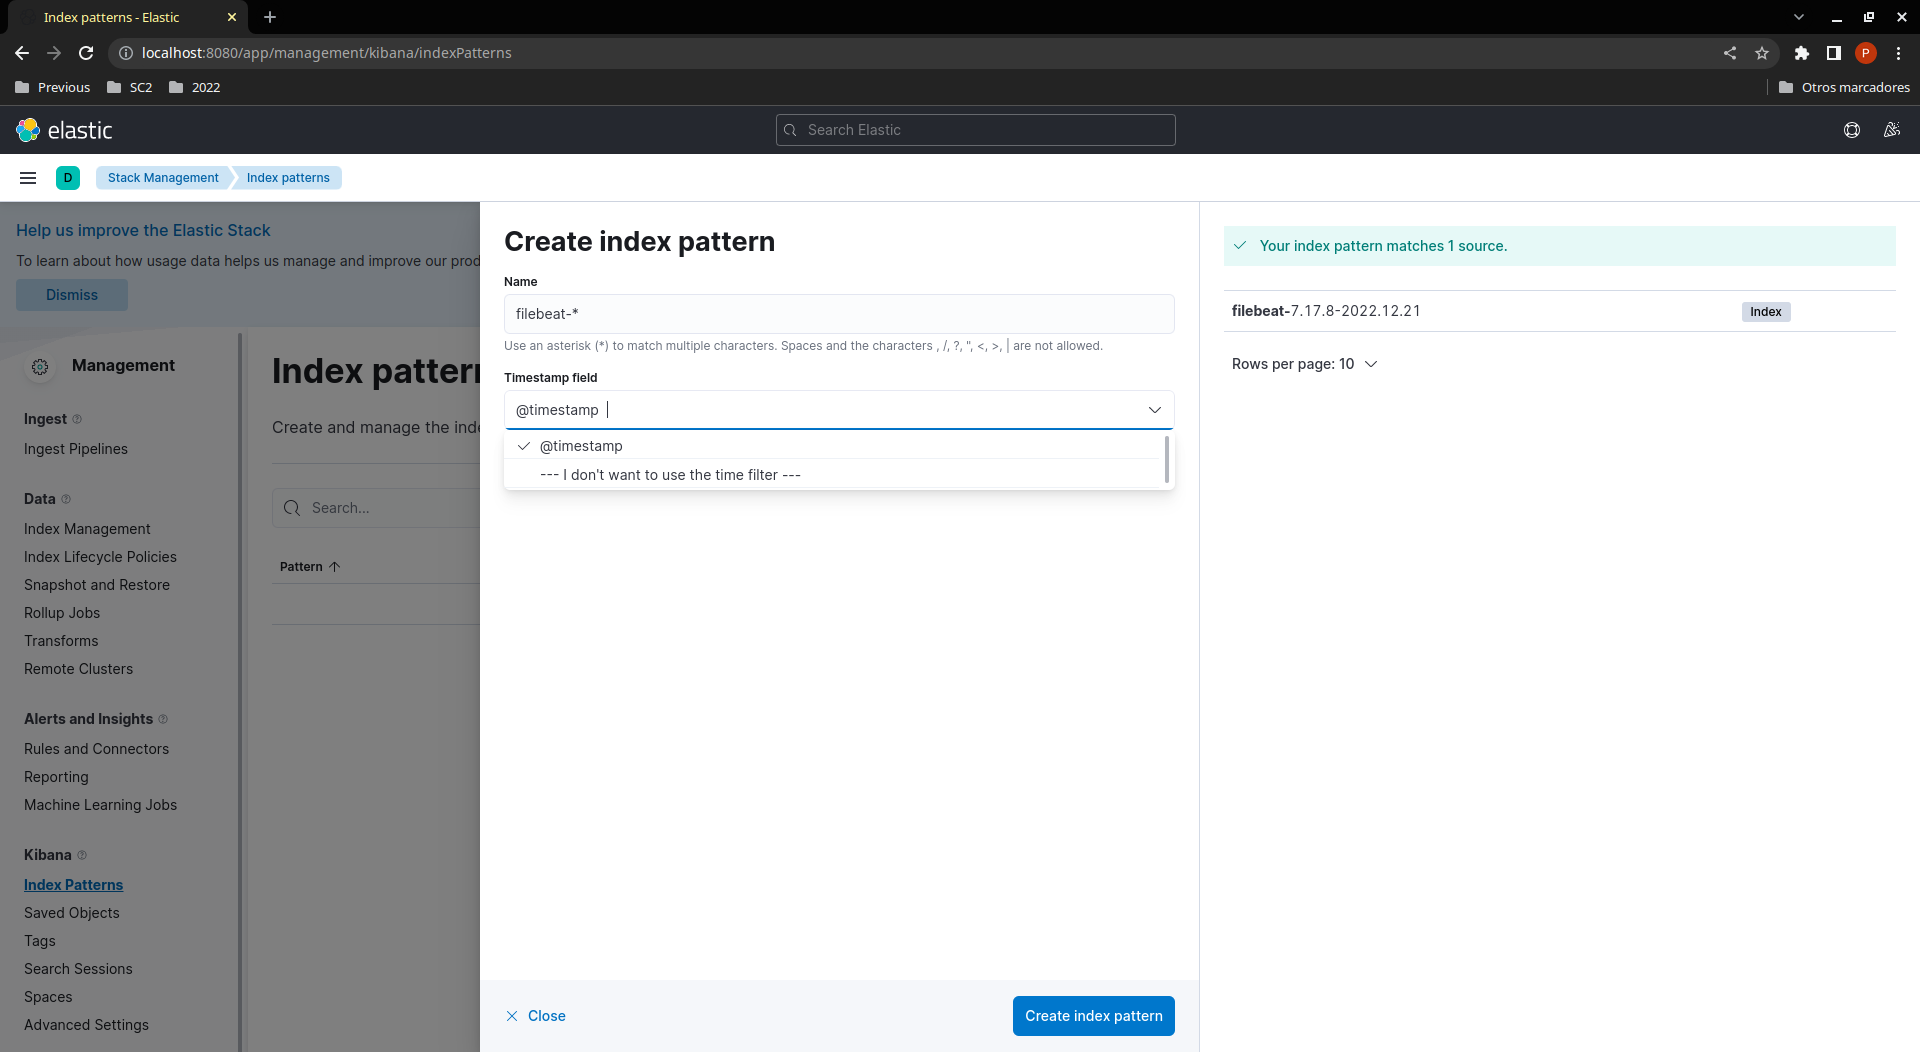 Index patterns - Elastic
localhost:8080/app/management/kibana/indexPatterns
P
Previous
SC2
2022
Otros marcadores
elastic
Search Elastic
D
Stack Management
Index patterns
Help us improve the Elastic Stack
To learn about how usage data helps us manage and improve our prod
Dismiss
Management
Ingest
Ingest Pipelines
Data
Index Management
Index Lifecycle Policies
Snapshot and Restore
Rollup Jobs
Transforms
Remote Clusters
Alerts and Insights
Rules and Connectors
Reporting
Machine Learning Jobs
Kibana
Index Patterns
Saved Objects
Tags
Search Sessions
Spaces
Advanced Settings
Index pattern
Create and manage the inde
Search...
Pattern
Create index pattern
Name
filebeat-*
Use an asterisk (*) to match multiple characters. Spaces and the characters , /, ?, ", <, >, | are not allowed.
Timestamp field
@timestamp
@timestamp
--- I don't want to use the time filter ---
Close
Create index pattern
Your index pattern matches 1 source.
filebeat-7.17.8-2022.12.21
Index
Rows per page: 10